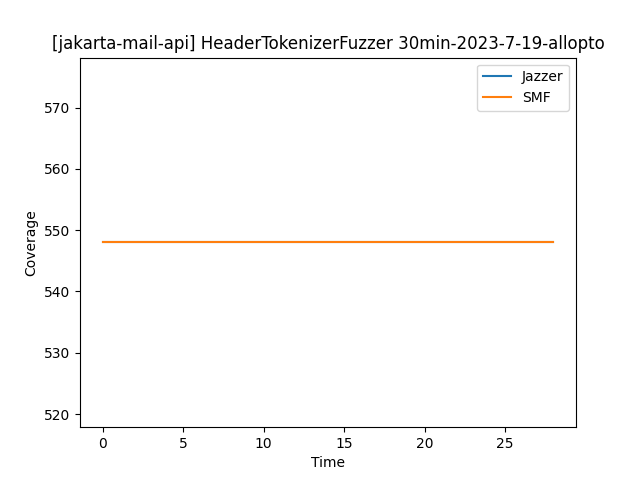 [jakarta-mail-api] HeaderTokenizerFuzzer 30min-2023-7-19-allopto
Jazzer
SMF
570
560
550
540
530
520
Coverage
0 5 10 15 20 25
Time